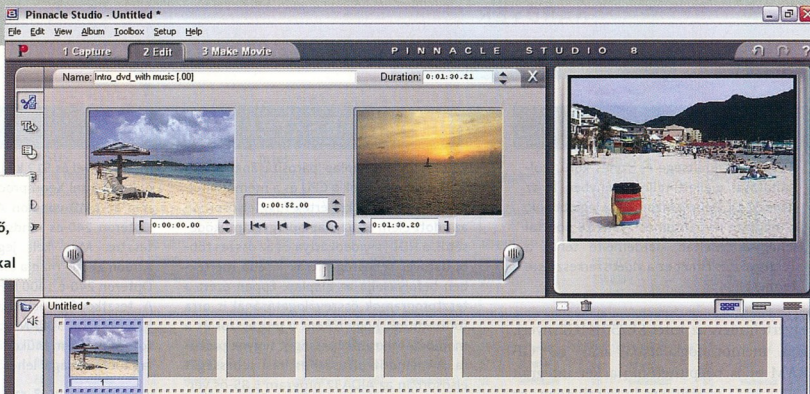 Pinnacle Studio - Untitled *
File Edit View Album Toolbox Setup Help
1 Capture 2 Edit 3 Make Movie PINNACLE STUDIO 8
Name: Intro_dvd_with music [.00] Duration: 0:01:30.21 X
0:00:52.00
[ 0:00:00.00 0:01:30.20 ]
ő,
kal
Untitled *
1